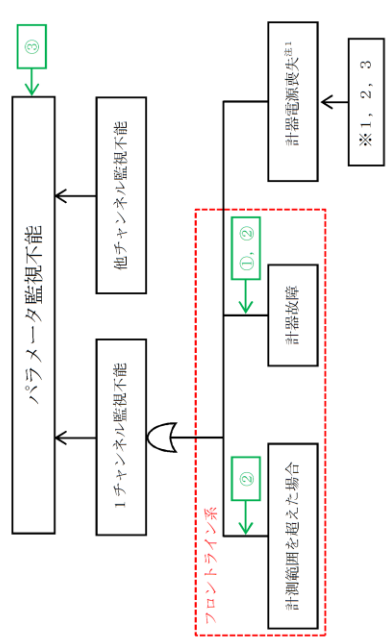 パラメータ監視不能
③
1チャンネル監視不能
他チャンネル監視不能
フロントライン系
②
①, ②
計測範囲を超えた場合
計器故障
計器電源喪失注1
※1, 2, 3